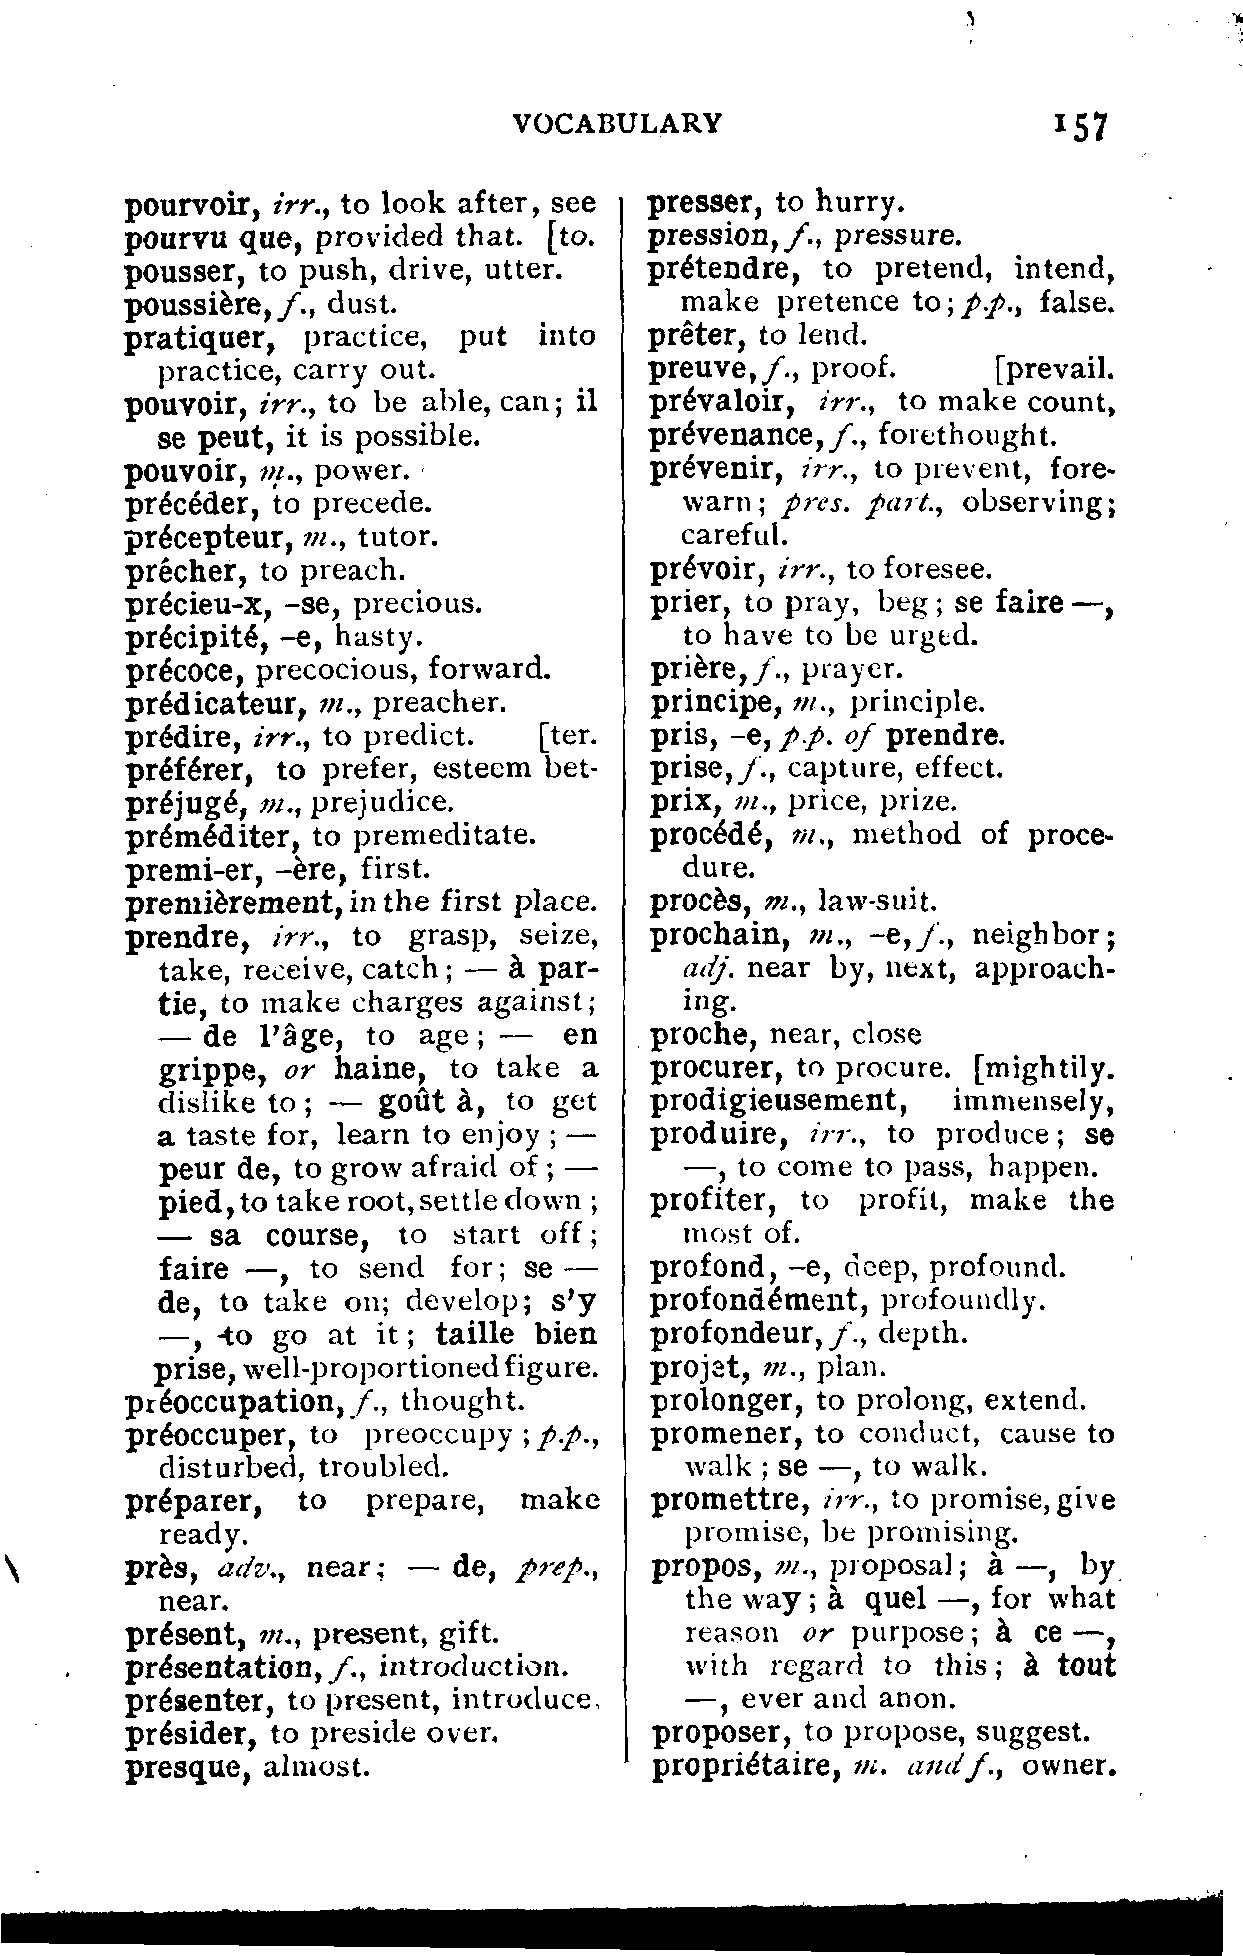 VOCABULARY 157
pourvoir, irr., to look after, see
pourvu que, provided that. [to.
pousser, to push, drive, utter.
poussière, f., dust.
pratiquer, practice, put into
practice, carry out.
pouvoir, irr., to be able, can; il
se peut, it is possible.
pouvoir, m., power.
précéder, to precede.
précepteur, m., tutor.
prêcher, to preach.
précieu-x, -se, precious.
précipité, -e, hasty.
précoce, precocious, forward.
prédicateur, m., preacher.
prédire, irr., to predict. [ter.
préférer, to prefer, esteem bet-
préjugé, m., prejudice.
préméditer, to premeditate.
premi-er, -ère, first.
premièrement, in the first place.
prendre, irr., to grasp, seize,
take, receive, catch; — à par-
tie, to make charges against;
— de l'âge, to age; — en
grippe, or haine, to take a
dislike to; — goût à, to get
a taste for, learn to enjoy; —
peur de, to grow afraid of; —
pied, to take root, settle down;
— sa course, to start off;
faire —, to send for; se —
de, to take on; develop; s'y
—, to go at it; taille bien
prise, well-proportioned figure.
préoccupation, f., thought.
préoccuper, to preoccupy; p.p.,
disturbed, troubled.
préparer, to prepare, make
ready.
près, adv., near; — de, prep.,
near.
présent, m., present, gift.
présentation, f., introduction.
présenter, to present, introduce.
présider, to preside over.
presque, almost.
presser, to hurry.
pression, f., pressure.
prétendre, to pretend, intend,
make pretence to; p.p., false.
prêter, to lend.
preuve, f., proof. [prevail.
prévaloir, irr., to make count,
prévenance, f., forethought.
prévenir, irr., to prevent, fore-
warn; pres. part., observing;
careful.
prévoir, irr., to foresee.
prier, to pray, beg; se faire —,
to have to be urged.
prière, f., prayer.
principe, m., principle.
pris, -e, p.p. of prendre.
prise, f., capture, effect.
prix, m., price, prize.
procédé, m., method of proce-
dure.
procès, m., law-suit.
prochain, m., -e, f., neighbor;
adj. near by, next, approach-
ing.
proche, near, close
procurer, to procure. [mightily.
prodigieusement, immensely,
produire, irr., to produce; se
—, to come to pass, happen.
profiter, to profit, make the
most of.
profond, -e, deep, profound.
profondément, profoundly.
profondeur, f., depth.
projet, m., plan.
prolonger, to prolong, extend.
promener, to conduct, cause to
walk; se —, to walk.
promettre, irr., to promise, give
promise, be promising.
propos, m., proposal; à —, by
the way; à quel —, for what
reason or purpose; à ce —,
with regard to this; à tout
—, ever and anon.
proposer, to propose, suggest.
propriétaire, m. and f., owner.